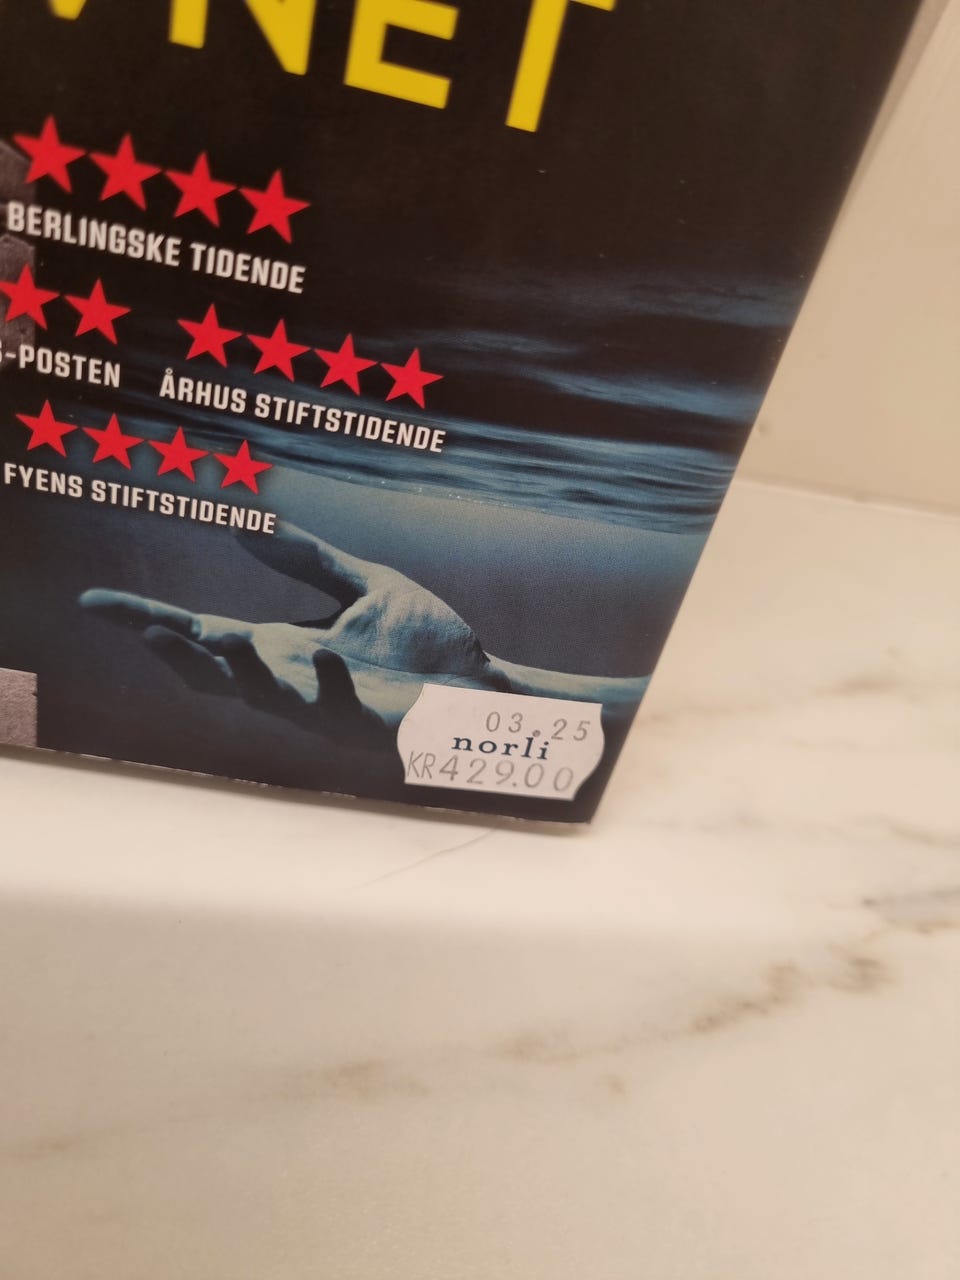 VNET
BERLINGSKE TIDENDE
S-POSTEN ÅRHUS STIFTSTIDENDE
FYENS STIFTSTIDENDE
03.25
norli
KR429.00